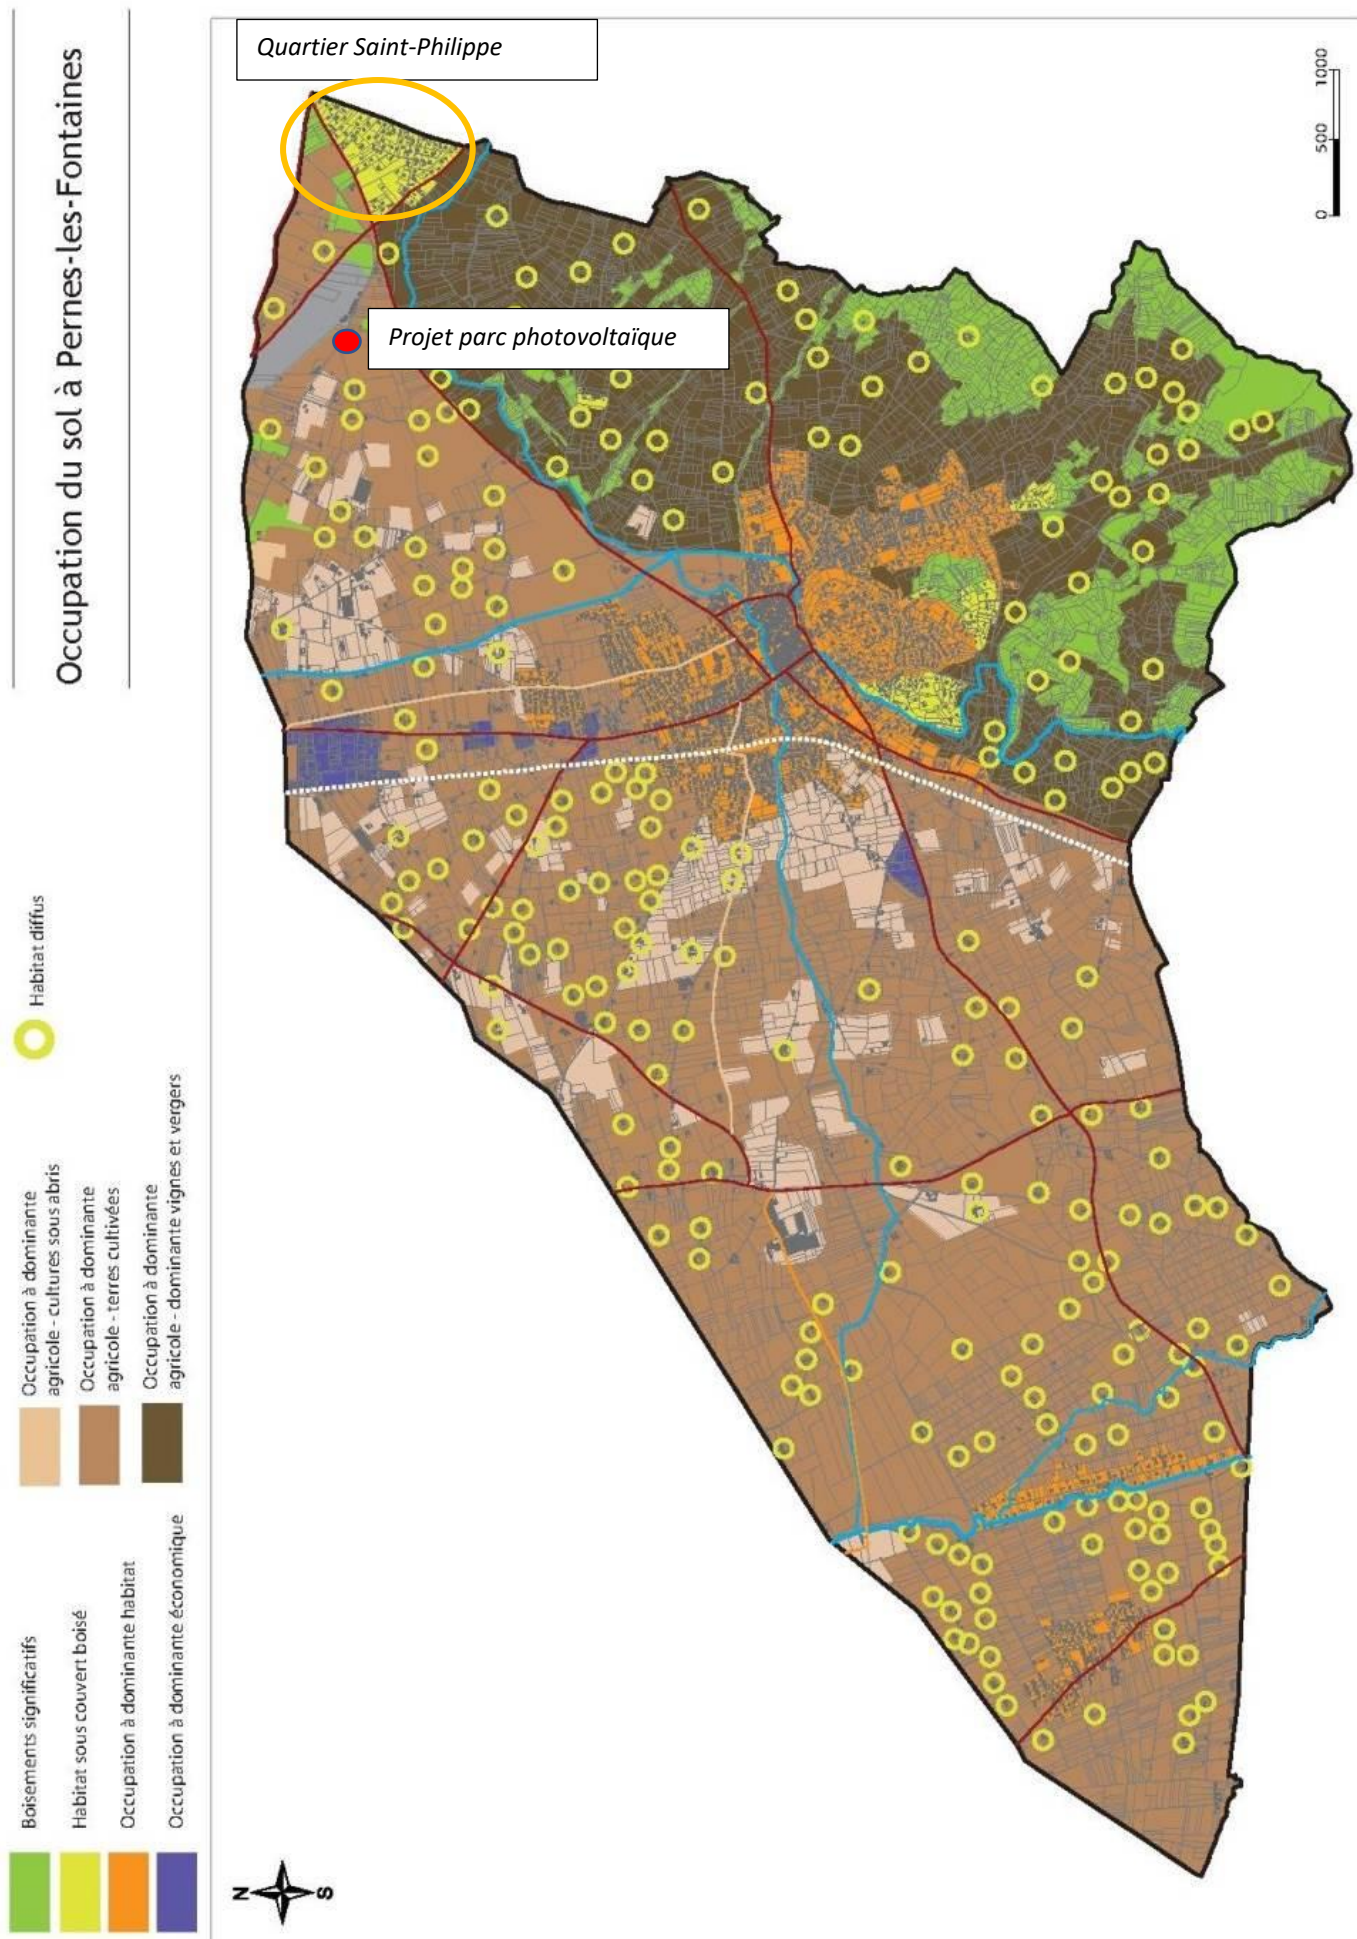 Occupation du sol à Pernes-les-Fontaines
Quartier Saint-Philippe
Projet parc photovoltaïque
0 500 1000
Boisements significatifs
Habitat sous couvert boisé
Occupation à dominante habitat
Occupation à dominante économique
Occupation à dominante
agricole - cultures sous abris
Occupation à dominante
agricole - terres cultivées
Occupation à dominante
agricole - dominante vignes et vergers
Habitat diffus
N
S